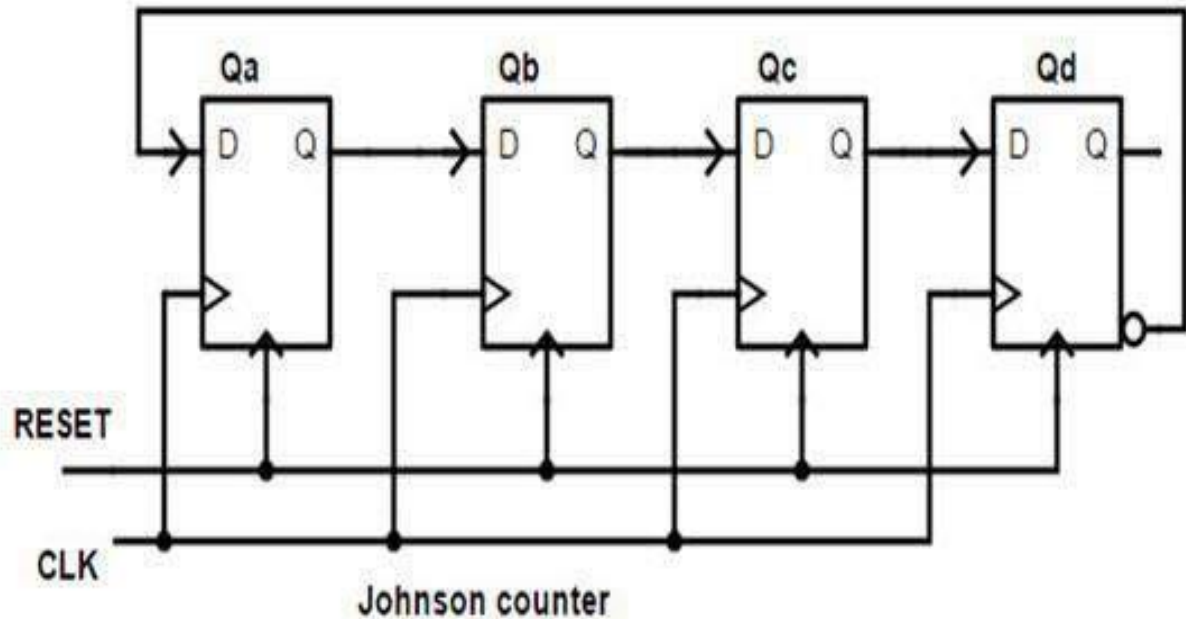 Qa Qb Qc Qd
D Q D Q D Q D Q
RESET
CLK
Johnson counter